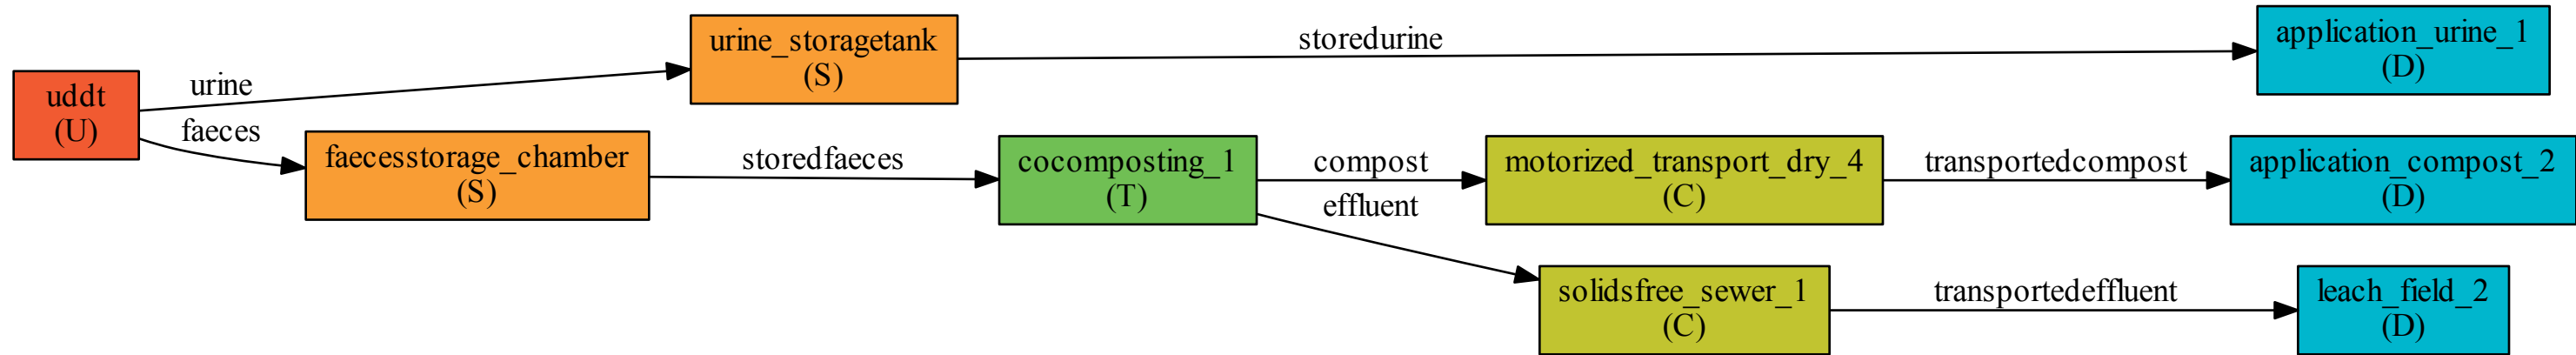 uddt
(U)
urine
faeces
urine_storagetank
(S)
storedurine
application_urine_1
(D)
faecesstorage_chamber
(S)
storedfaeces
cocomposting_1
(T)
compost
effluent
motorized_transport_dry_4
(C)
transportedcompost
application_compost_2
(D)
solidsfree_sewer_1
(C)
transportedeffluent
leach_field_2
(D)